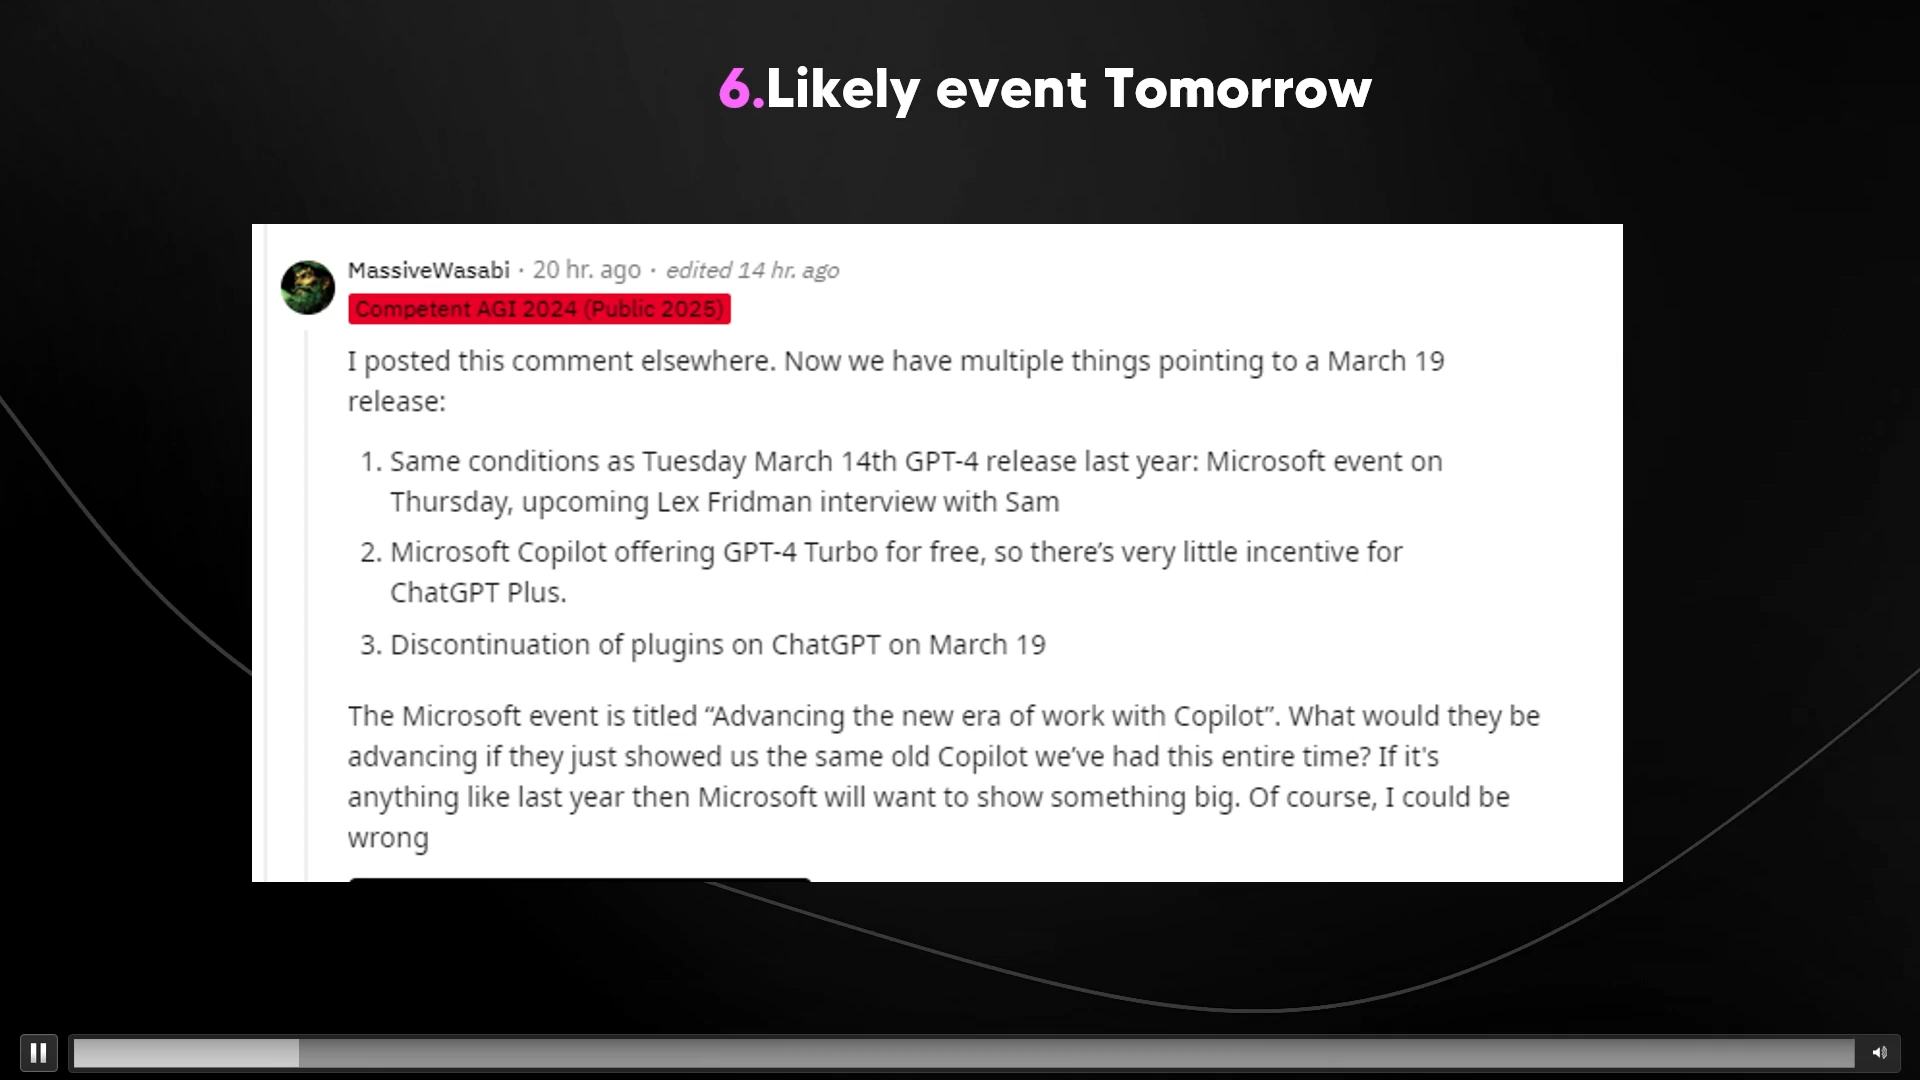 6.Likely event Tomorrow
MassiveWasabi · 20 hr. ago · edited 14 hr. ago
Competent AGI 2024 (Public 2025)
I posted this comment elsewhere. Now we have multiple things pointing to a March 19
release:
1. Same conditions as Tuesday March 14th GPT-4 release last year: Microsoft event on
Thursday, upcoming Lex Fridman interview with Sam
2. Microsoft Copilot offering GPT-4 Turbo for free, so there’s very little incentive for
ChatGPT Plus.
3. Discontinuation of plugins on ChatGPT on March 19
The Microsoft event is titled “Advancing the new era of work with Copilot”. What would they be
advancing if they just showed us the same old Copilot we’ve had this entire time? If it's
anything like last year then Microsoft will want to show something big. Of course, I could be
wrong